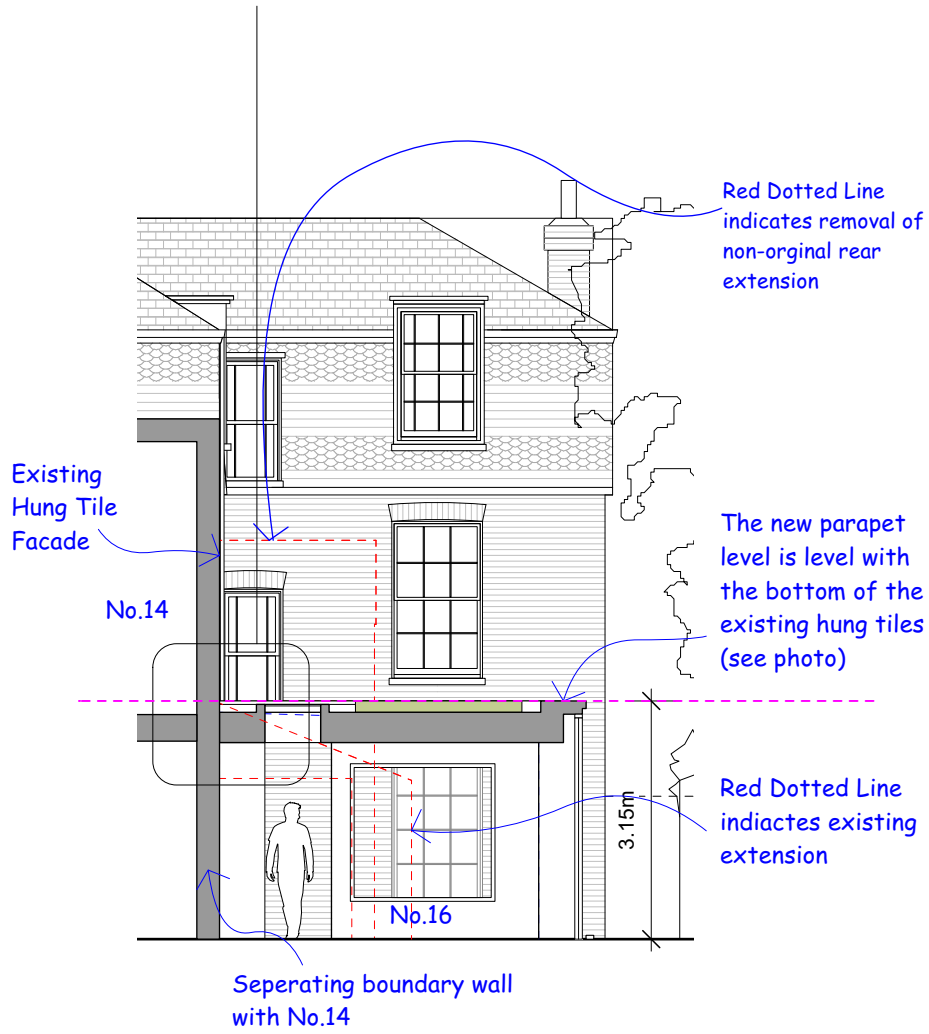 Red Dotted Line
indicates removal of
non-orginal rear
extension
Existing
Hung Tile
Facade
No.14
The new parapet
level is level with
the bottom of the
existing hung tiles
(see photo)
Red Dotted Line
indiactes existing
extension
3.15m
No.16
Seperating boundary wall
with No.14